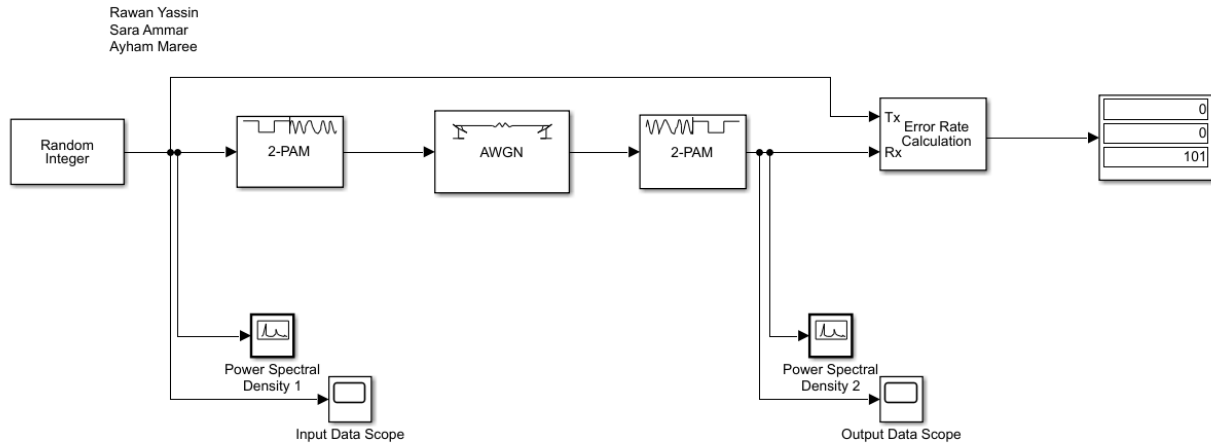 Rawan Yassin
Sara Ammar
Ayham Maree
Random
Integer
2-PAM
AWGN
2-PAM
Tx
Rx
Error Rate
Calculation
0
0
101
Power Spectral
Density 1
Input Data Scope
Power Spectral
Density 2
Output Data Scope